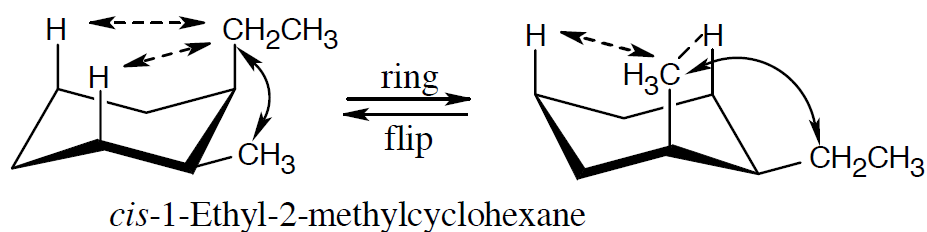 H
CH2CH3
H
CH3
ring
flip
H
H
H3C
CH2CH3
cis-1-Ethyl-2-methylcyclohexane